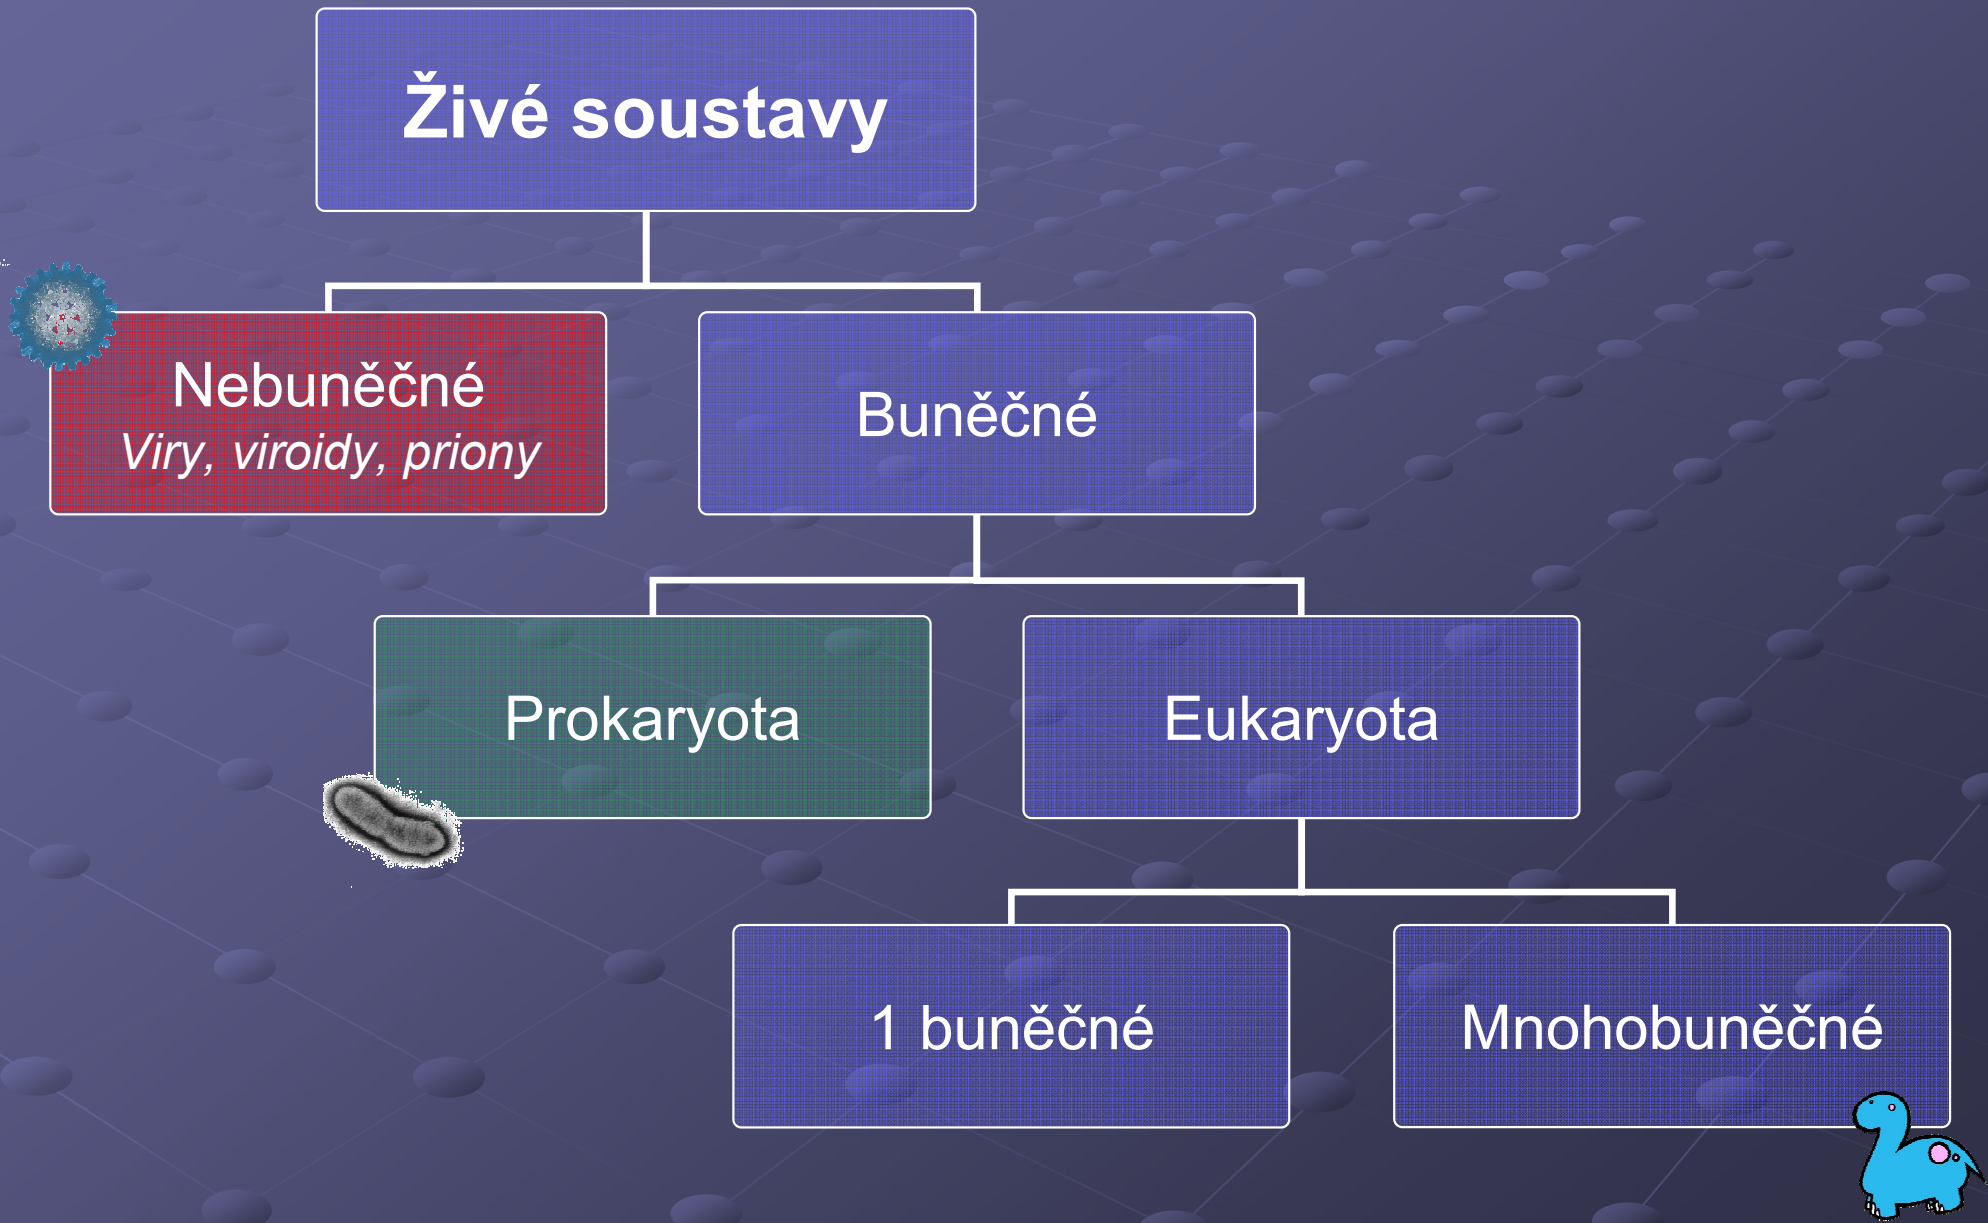 Živé soustavy
Nebuněčné
Viry, viroidy, priony
Buněčné
Prokaryota
Eukaryota
1 buněčné
Mnohobuněčné